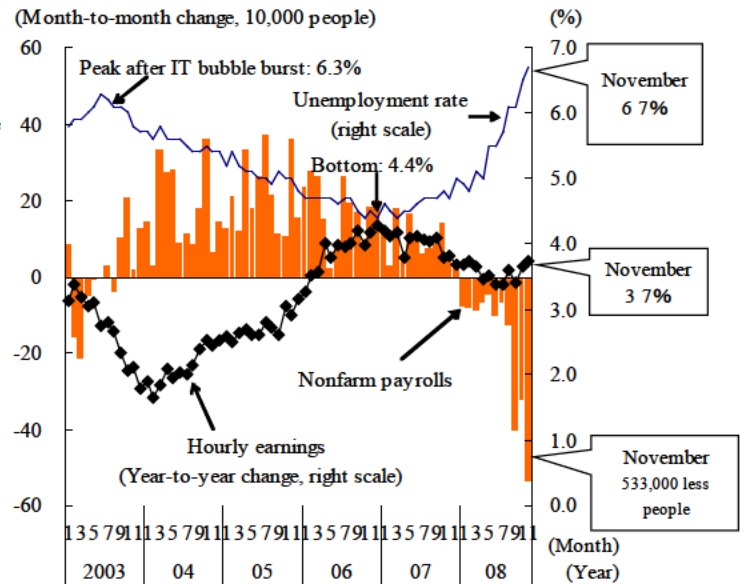 (Month-to-month change, 10,000 people)
(%)
60
40
20
0
-20
-40
-60
7.0
6.0
5.0
4.0
3.0
2.0
1.0
0.0
Peak after IT bubble burst: 6.3%
Unemployment rate
(right scale)
Bottom: 4.4%
November
6 7%
November
3 7%
Nonfarm payrolls
Hourly earnings
(Year-to-year change, right scale)
November
533,000 less
people
1 3 5 7 9 11 1 3 5 7 9 11 1 3 5 7 9 11 1 3 5 7 9 11 1 3 5 7 9 11 1 3 5 7 9 11
(Month)
2003 04 05 06 07 08 (Year)